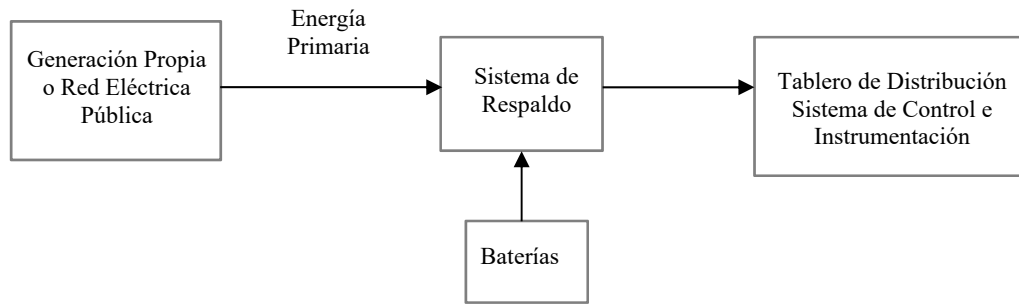 Energía
Primaria
Generación Propia
o Red Eléctrica
Pública
Sistema de
Respaldo
Tablero de Distribución
Sistema de Control e
Instrumentación
Baterías